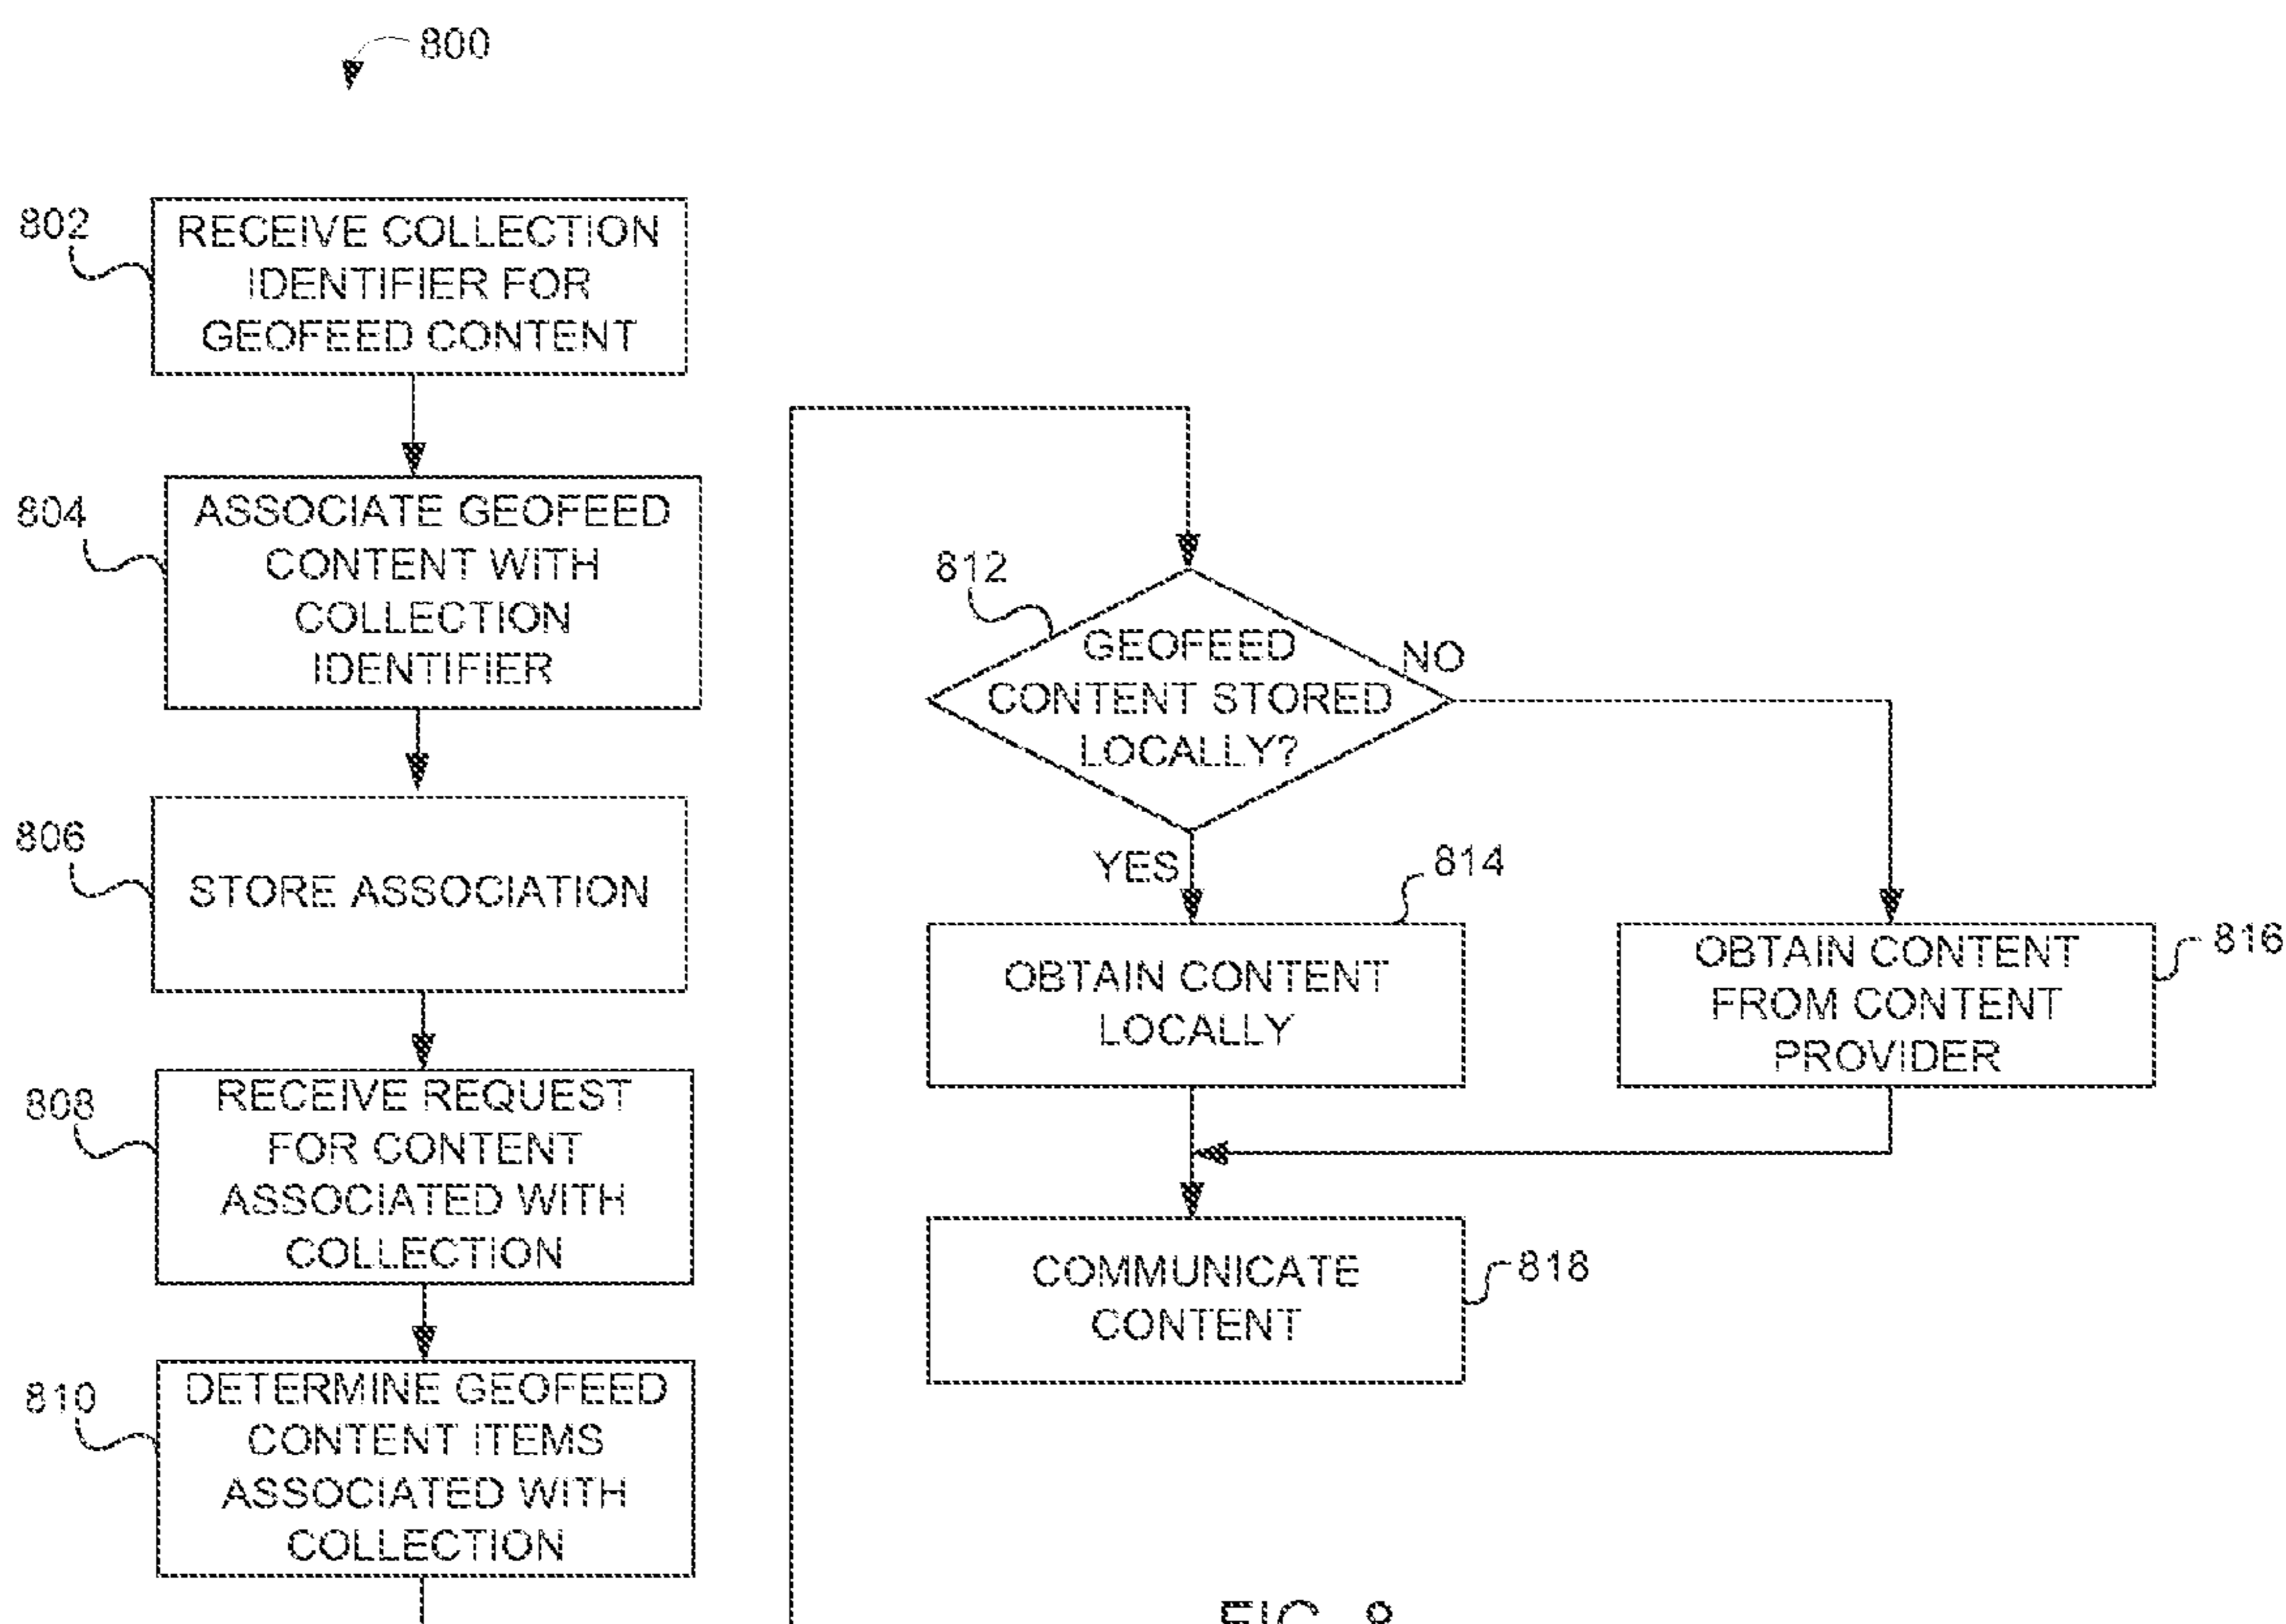 800
802
RECEIVE COLLECTION
IDENTIFIER FOR
GEOFEED CONTENT
804
ASSOCIATE GEOFEED
CONTENT WITH
COLLECTION
IDENTIFIER
806
STORE ASSOCIATION
808
RECEIVE REQUEST
FOR CONTENT
ASSOCIATED WITH
COLLECTION
810
DETERMINE GEOFEED
CONTENT ITEMS
ASSOCIATED WITH
COLLECTION
812
GEOFEED
CONTENT STORED
LOCALLY?
NO
YES
814
OBTAIN CONTENT
LOCALLY
816
OBTAIN CONTENT
FROM CONTENT
PROVIDER
818
COMMUNICATE
CONTENT
FIG. 8